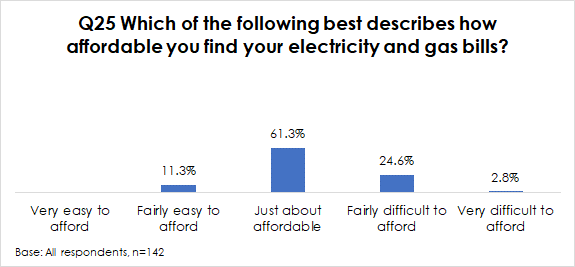 Q25 Which of the following best describes how
affordable you find your electricity and gas bills?
61.3%
24.6%
11.3%
2.8%
Very easy to
afford
Fairly easy to
afford
Just about
affordable
Fairly difficult to
afford
Very difficult to
afford
Base: All respondents, n=142